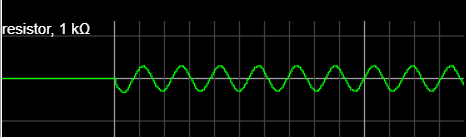 resistor, 1 kΩ